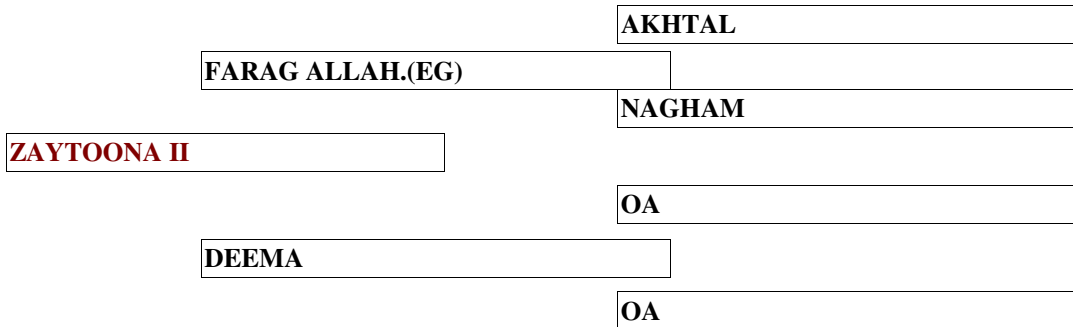 AKHTAL
FARAG ALLAH.(EG)
NAGHAM
ZAYTOONA II
OA
DEEMA
OA